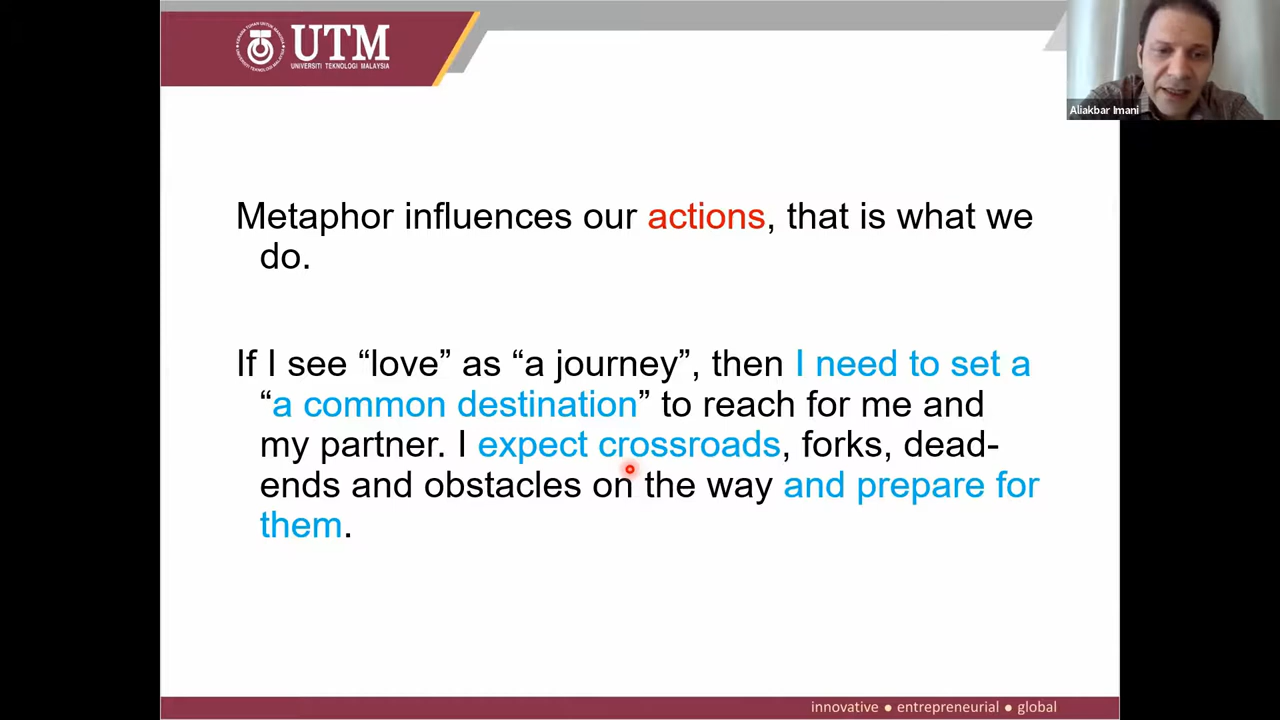 UTM
UNIVERSITI TEKNOLOGI MALAYSIA
Aliakbar Imani
Metaphor influences our actions, that is what we
do.
If I see “love” as “a journey”, then I need to set a
“a common destination” to reach for me and
my partner. I expect crossroads, forks, dead-
ends and obstacles on the way and prepare for
them.
innovative ● entrepreneurial ● global